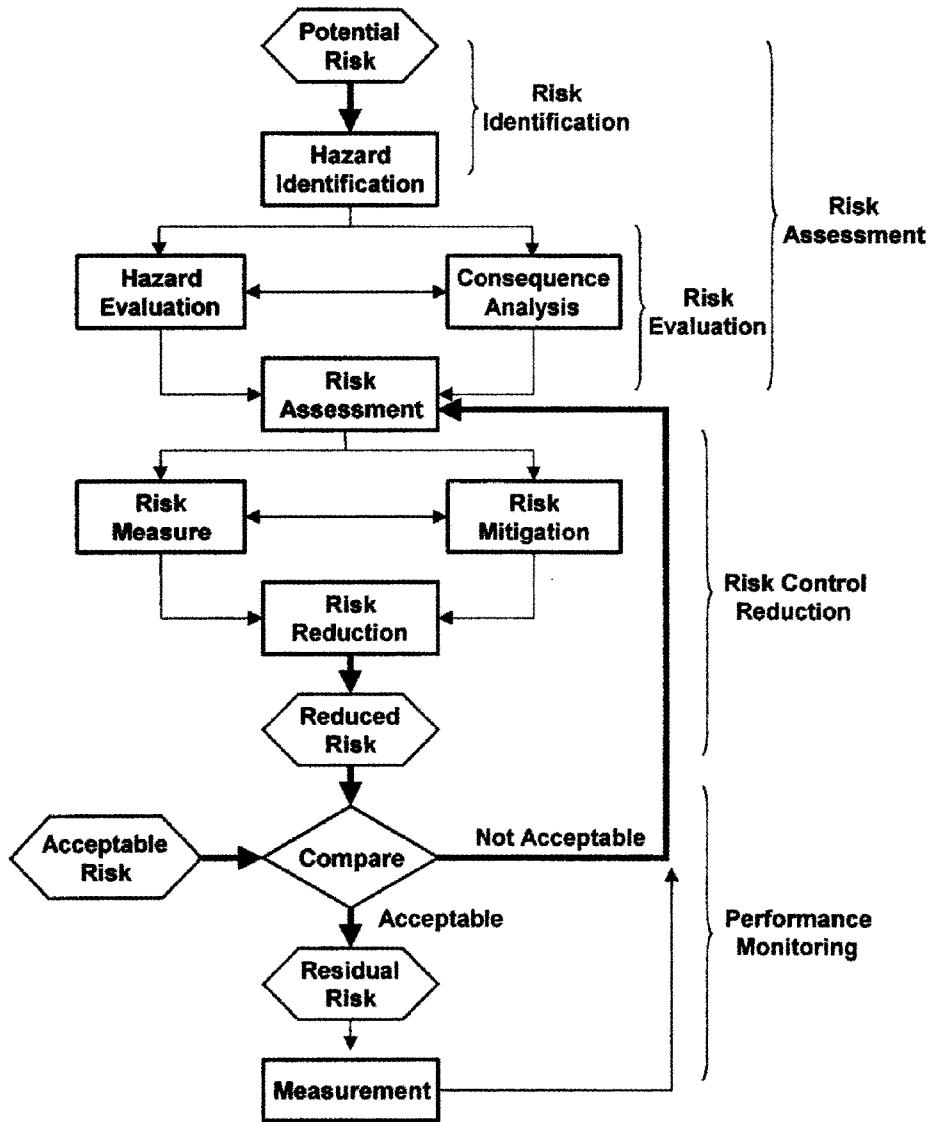 Potential
Risk
Risk
Identification
Hazard
Identification
Risk
Assessment
Hazard
Evaluation
Consequence
Analysis
Risk
Evaluation
Risk
Assessment
Risk
Measure
Risk
Mitigation
Risk Control
Reduction
Risk
Reduction
Reduced
Risk
Acceptable
Risk
Compare
Not Acceptable
Acceptable
Performance
Monitoring
Residual
Risk
Measurement